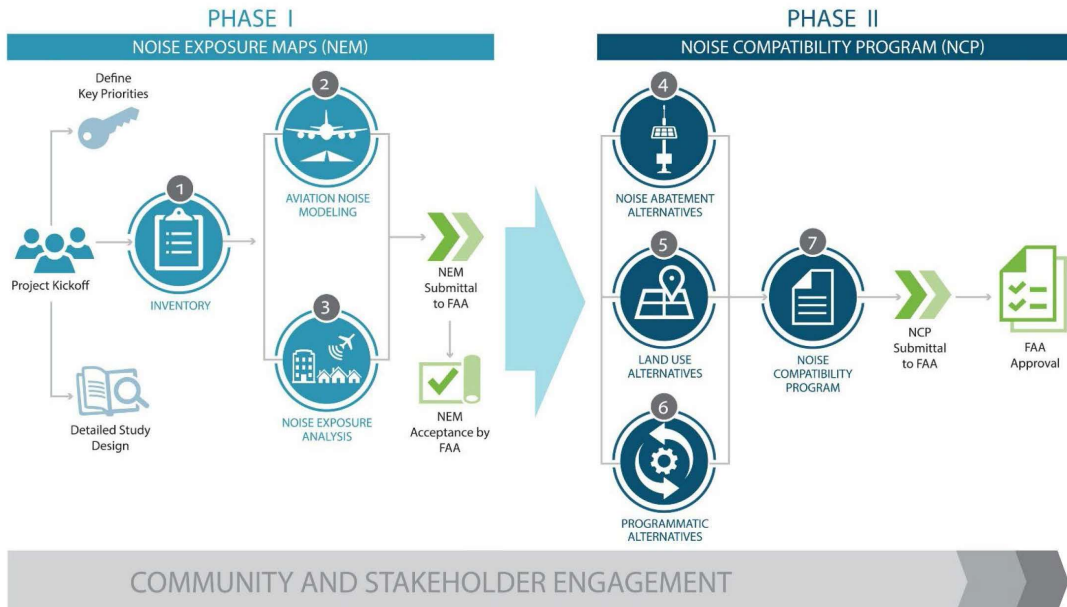 PHASE I
NOISE EXPOSURE MAPS (NEM)
Define
Key Priorities
Project Kickoff
Detailed Study
Design
1
INVENTORY
2
AVIATION NOISE
MODELING
3
NOISE EXPOSURE
ANALYSIS
NEM
Submittal
to FAA
NEM
Acceptance by
FAA
PHASE II
NOISE COMPATIBILITY PROGRAM (NCP)
4
NOISE ABATEMENT
ALTERNATIVES
5
LAND USE
ALTERNATIVES
6
PROGRAMMATIC
ALTERNATIVES
7
NOISE
COMPATIBILITY
PROGRAM
NCP
Submittal
to FAA
FAA
Approval
COMMUNITY AND STAKEHOLDER ENGAGEMENT